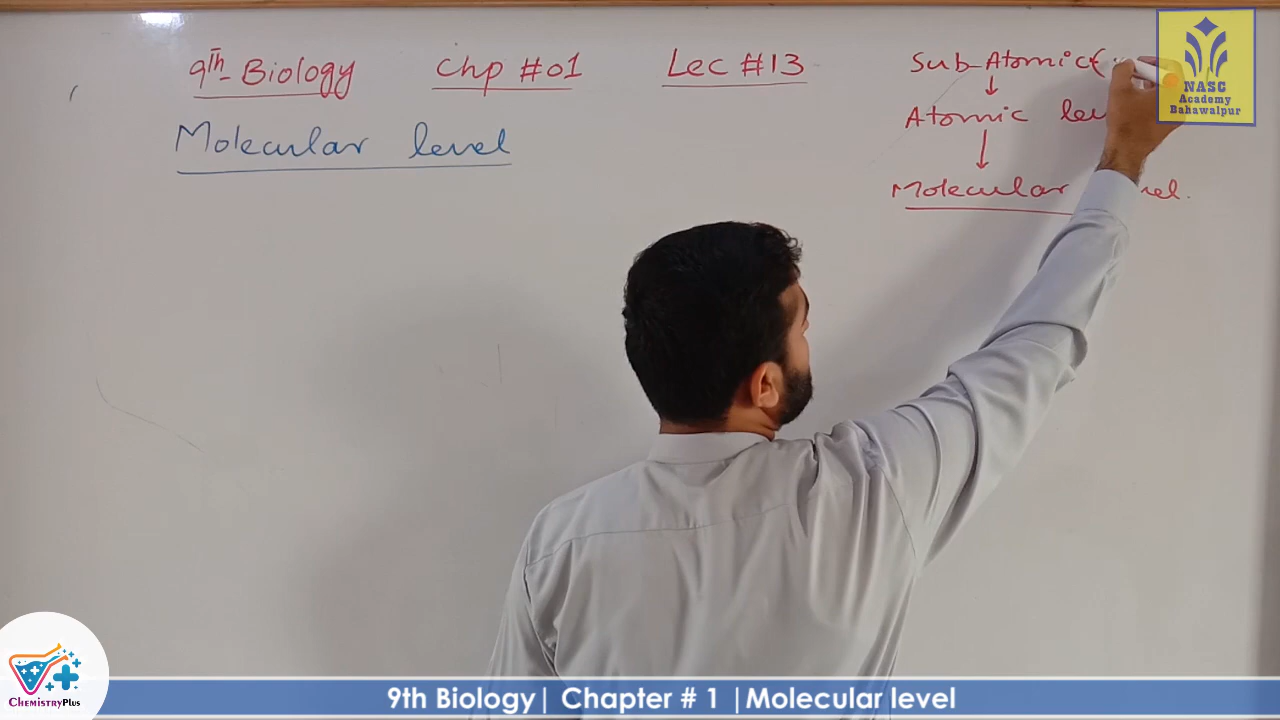 9th Biology Chp #01 Lec #13
Sub-Atomic(
Atomic
Molecular level
Molecular
NASC
Academy
Bahawalpur
ChemistryPlus
9th Biology| Chapter # 1 |Molecular level